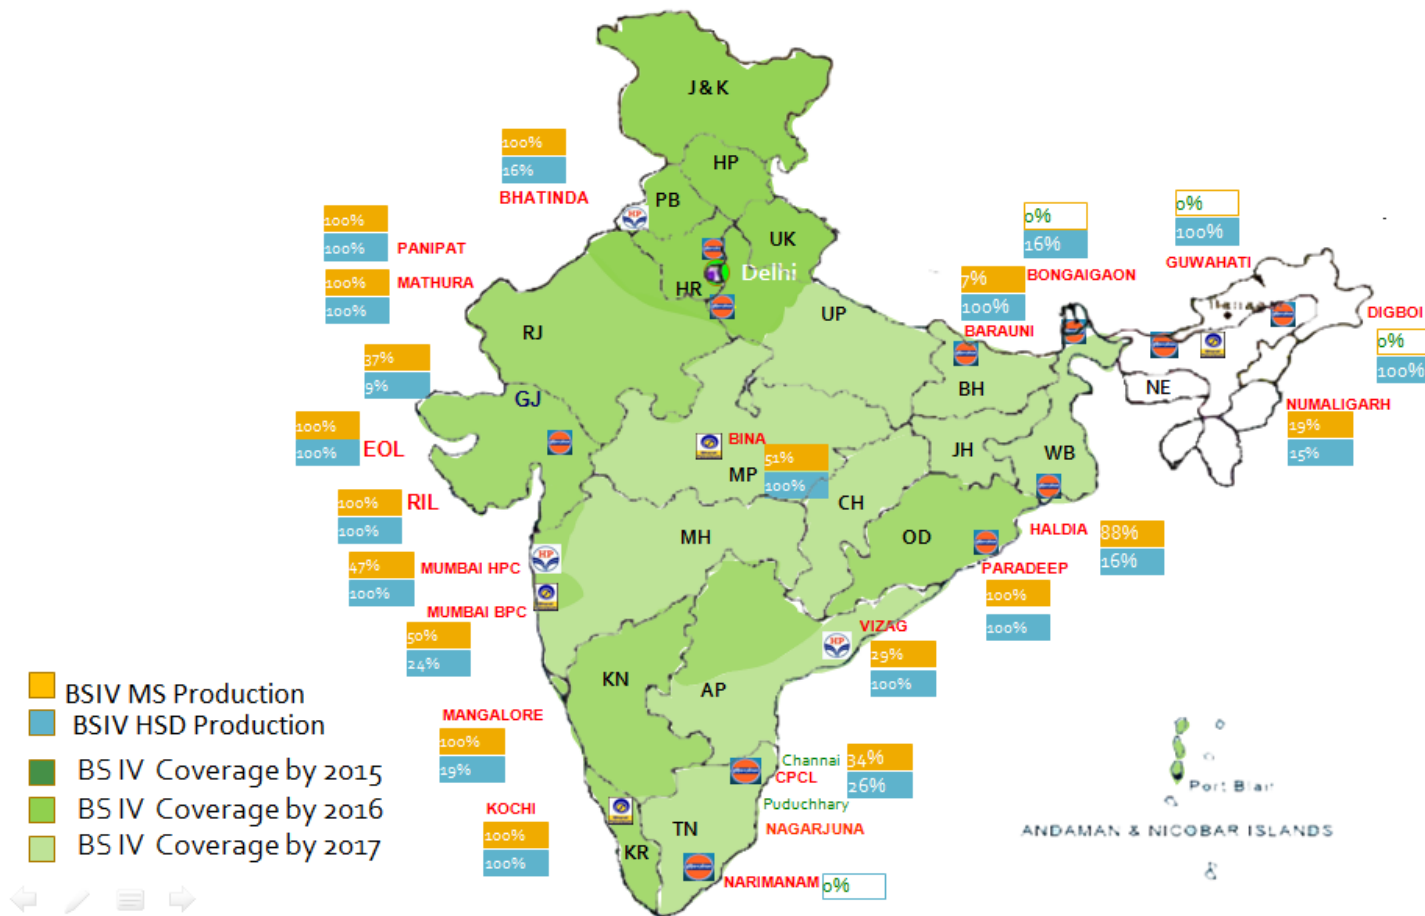 J & K
100%
16%
BHATINDA
HP
PB
HP
UK
0%
100%
GUWAHATI
0%
16%
BONGAIGAON
100%
100%
PANIPAT
100%
100%
MATHURA
Delhi
HR
7%
100%
BARAUNI
UP
RJ
DIGBOI
0%
100%
37%
9%
GJ
BH
NE
NUMALIGARH
19%
15%
100%
100%
EOL
BINA
51%
100%
MP
JH
WB
100%
100%
RIL
CH
HALDIA
88%
16%
MH
OD
HP
47%
100%
MUMBAI HPC
PARADEEP
100%
100%
MUMBAI BPC
50%
24%
VIZAG
HP
29%
100%
BSIV MS Production
BSIV HSD Production
BS IV Coverage by 2015
BS IV Coverage by 2016
BS IV Coverage by 2017
KN
AP
MANGALORE
100%
19%
Channai
CPCL
34%
26%
Puduchhary
NAGARJUNA
KOCHI
100%
100%
KR
TN
NARIMANAM
0%
Port Blair
ANDAMAN & NICOBAR ISLANDS